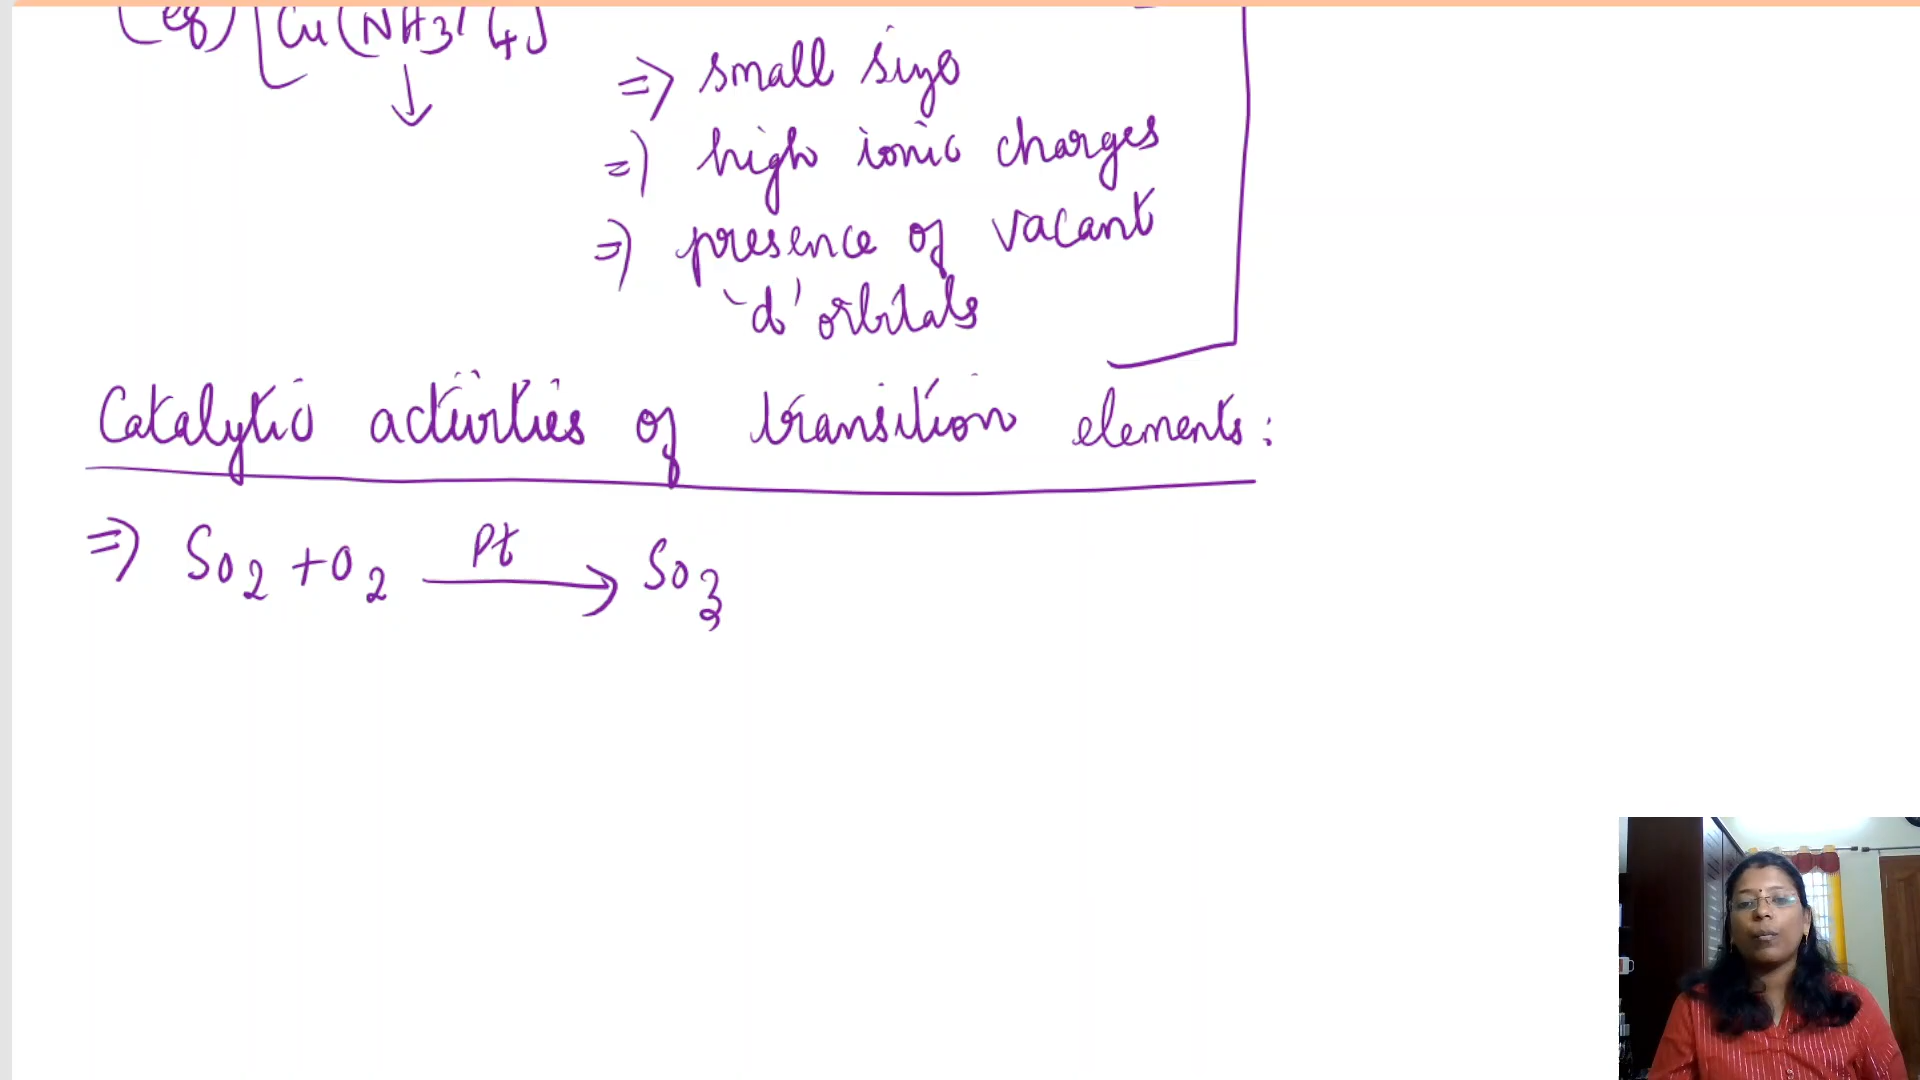 (eg) [Cu(NH3)4]
=> small size
=> high ionic charges
=> presence of vacant
'd' orbitals
Catalytic activities of transition elements:
=> SO2 + O2 Pt → SO3